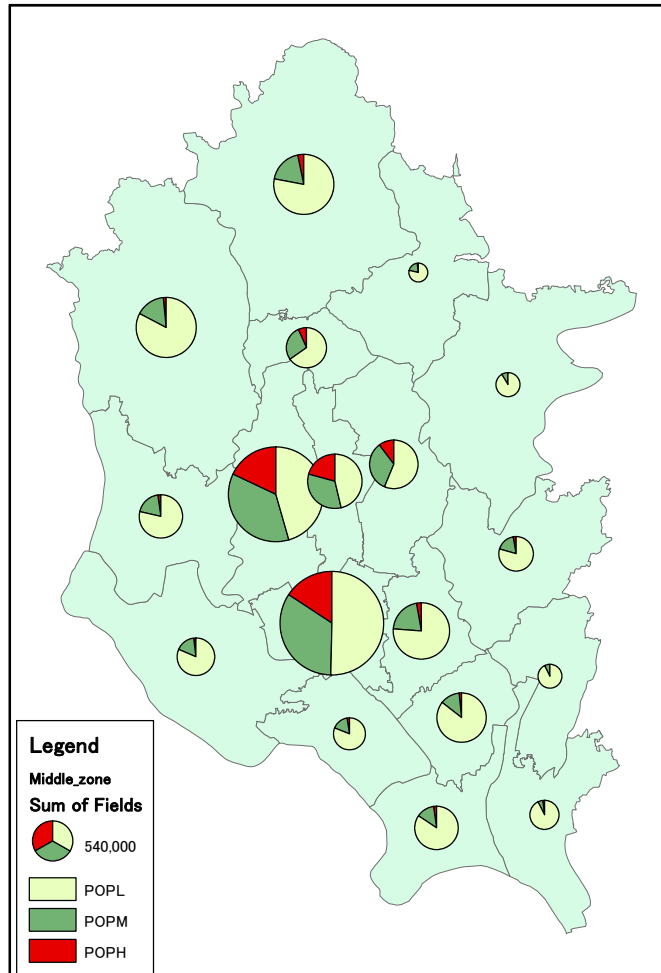 Legend
Middle_zone
Sum of Fields
540,000
POPL
POPM
POPH